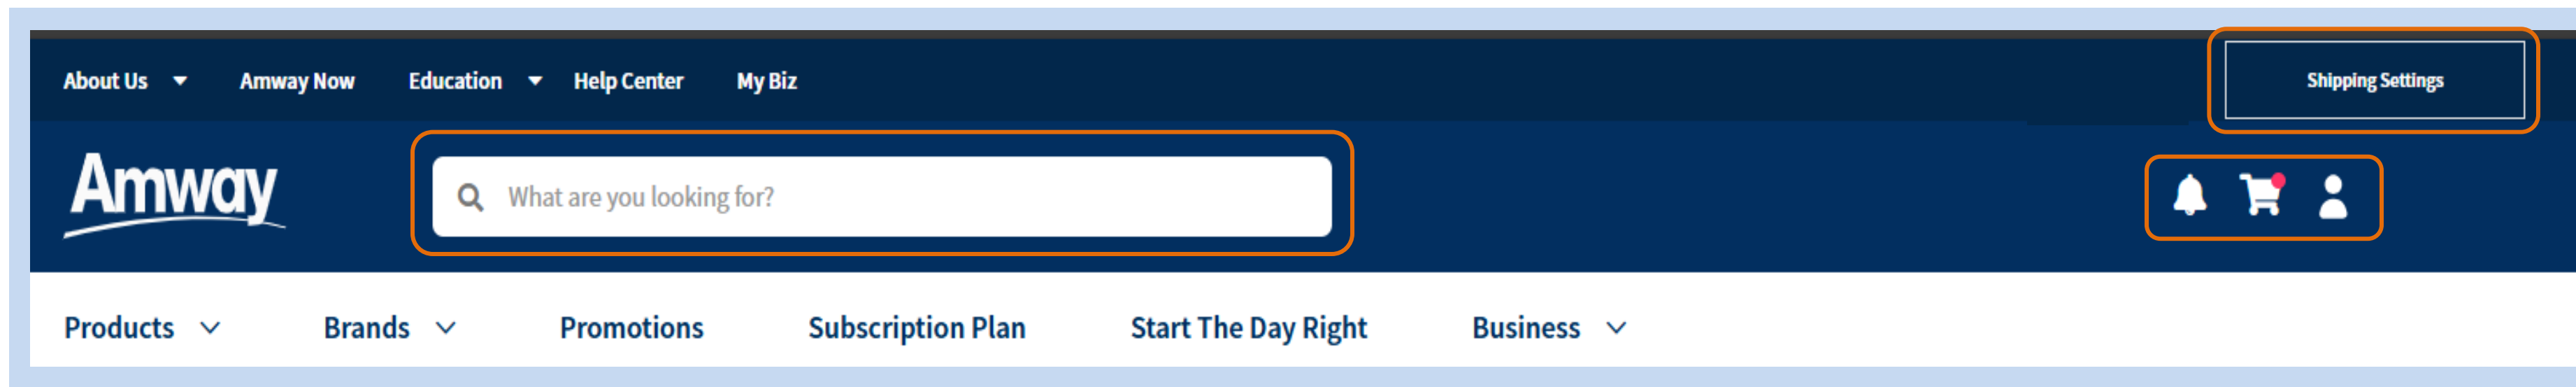 About Us Amway Now Education Help Center My Biz Shipping Settings
Amway What are you looking for?
Products Brands Promotions Subscription Plan Start The Day Right Business